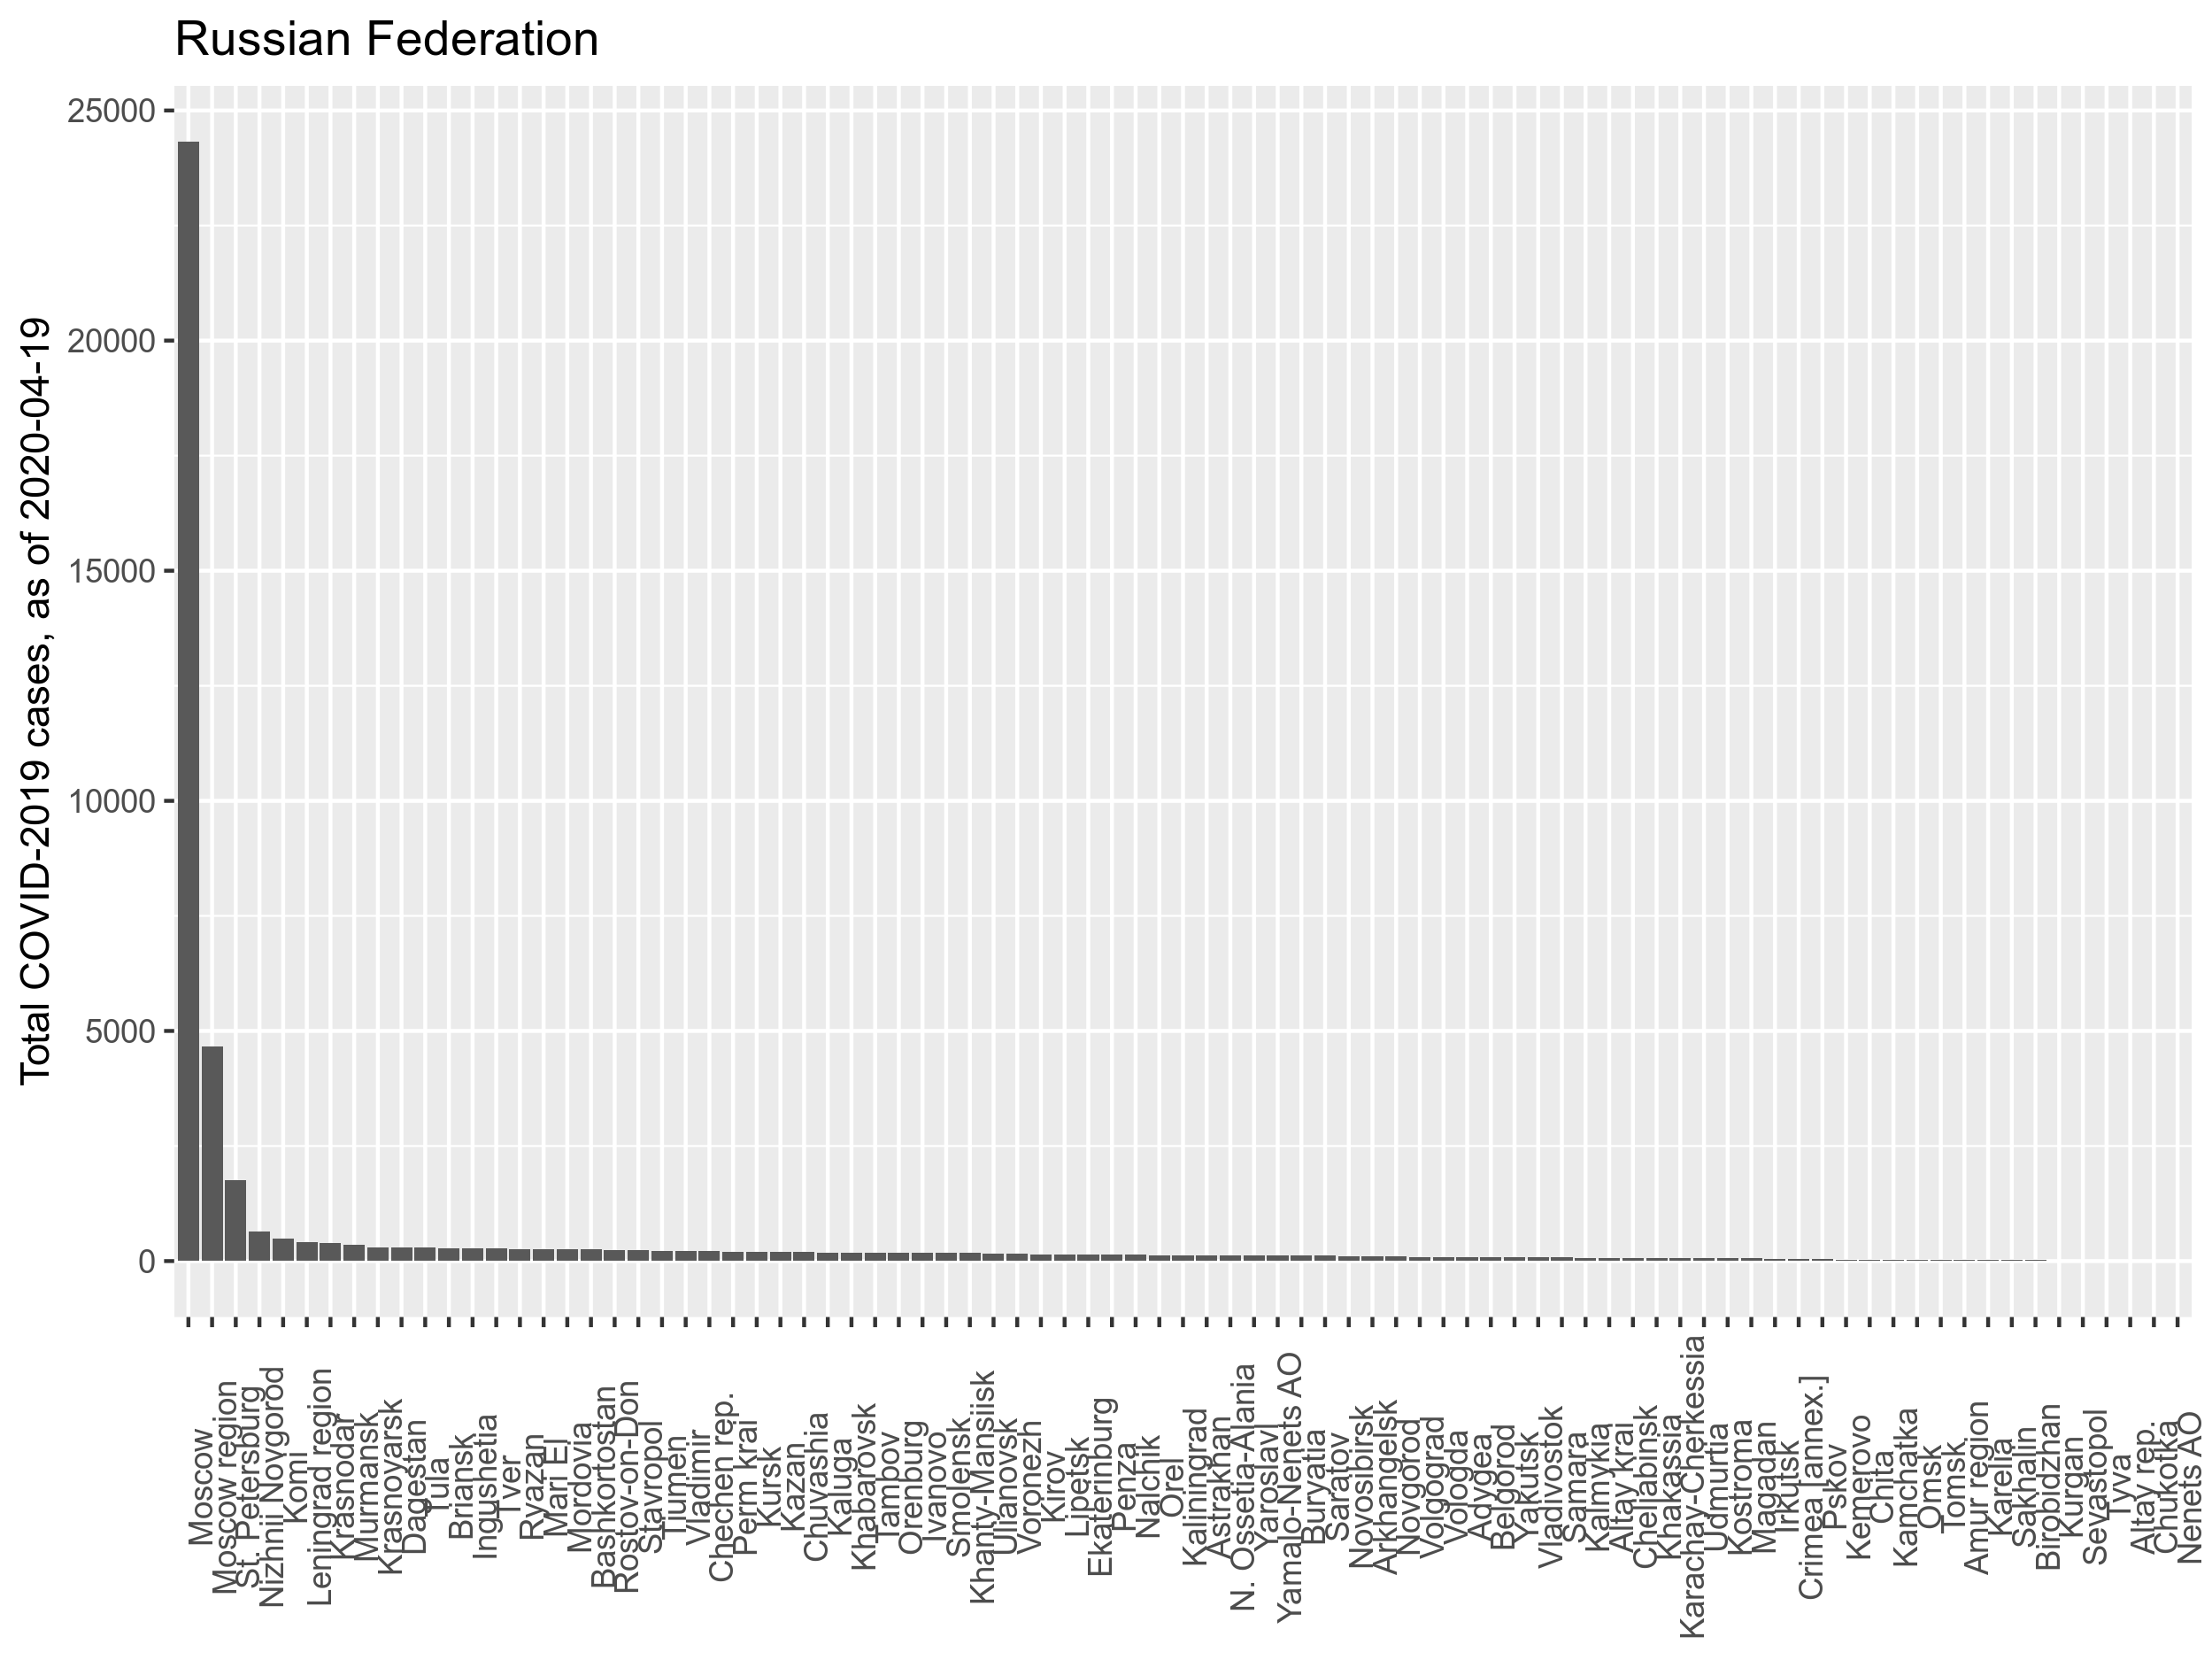 Russian Federation
Total COVID-2019 cases, as of 2020-04-19
25000
20000
15000
10000
5000
0
Moscow
Moscow region
St. Petersburg
Nizhnii Novgorod
Komi
Leningrad region
Krasnodar
Murmansk
Krasnoyarsk
Dagestan
Tula
Briansk
Ingushetia
Tver
Ryazan
Mari El
Mordovia
Bashkortostan
Rostov-on-Don
Stavropol
Tiumen
Vladimir
Chechen rep.
Perm krai
Kursk
Kazan
Chuvashia
Kaluga
Khabarovsk
Tambov
Orenburg
Ivanovo
Smolensk
Khanty-Mansiisk
Ulianovsk
Voronezh
Kirov
Lipetsk
Ekaterinburg
Penza
Nalchik
Orel
Kaliningrad
Astrakhan
N. Ossetia-Alania
Yaroslavl
Yamalo-Nenets AO
Buryatia
Saratov
Novosibirsk
Arkhangelsk
Novgorod
Volgograd
Vologda
Adygea
Belgorod
Yakutsk
Vladivostok
Samara
Kalmykia
Altay krai
Cheliabinsk
Khakassia
Karachay-Cherkessia
Udmurtia
Kostroma
Magadan
Irkutsk
Crimea [annex.]
Pskov
Kemerovo
Chita
Kamchatka
Omsk
Tomsk
Amur region
Karelia
Sakhalin
Birobidzhan
Kurgan
Sevastopol
Tyva
Altay rep.
Chukotka
Nenets AO